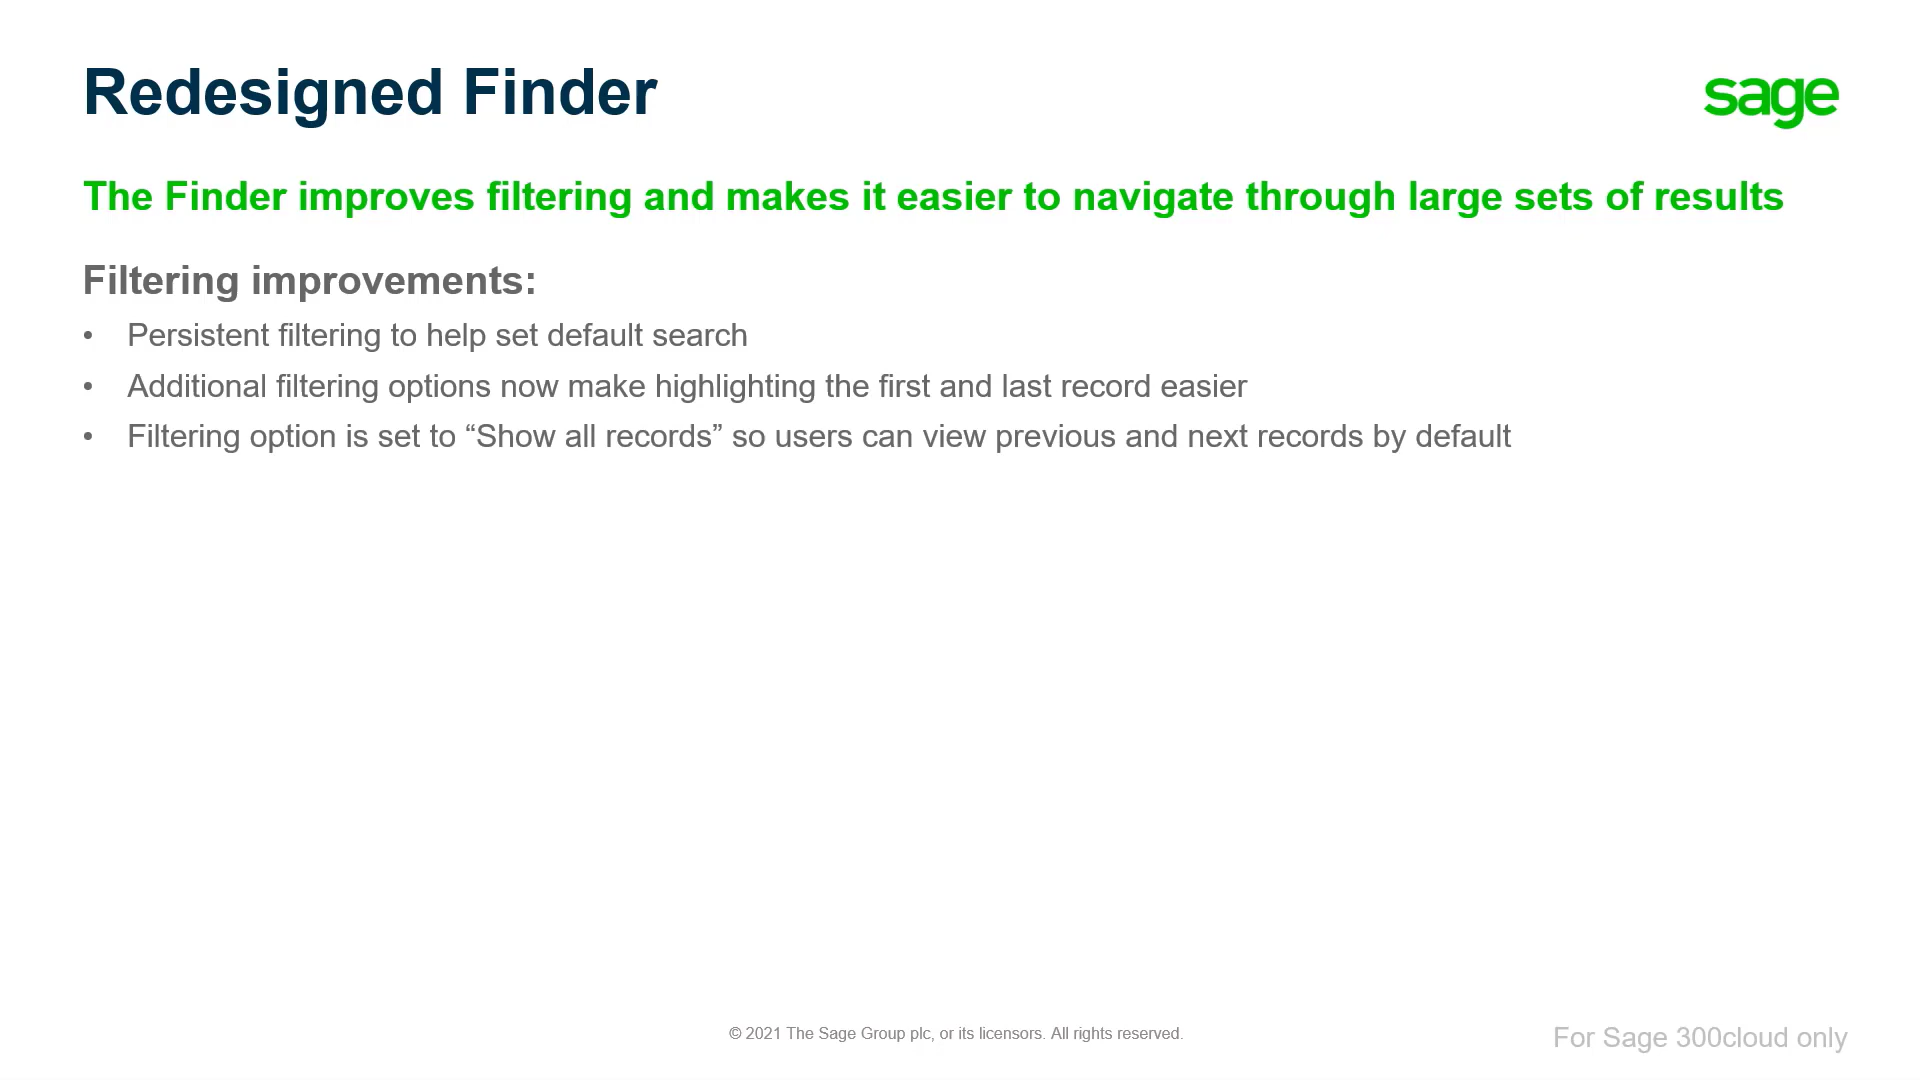 Redesigned Finder
sage
The Finder improves filtering and makes it easier to navigate through large sets of results
Filtering improvements:
• Persistent filtering to help set default search
• Additional filtering options now make highlighting the first and last record easier
• Filtering option is set to “Show all records” so users can view previous and next records by default
© 2021 The Sage Group plc, or its licensors. All rights reserved.
For Sage 300cloud only